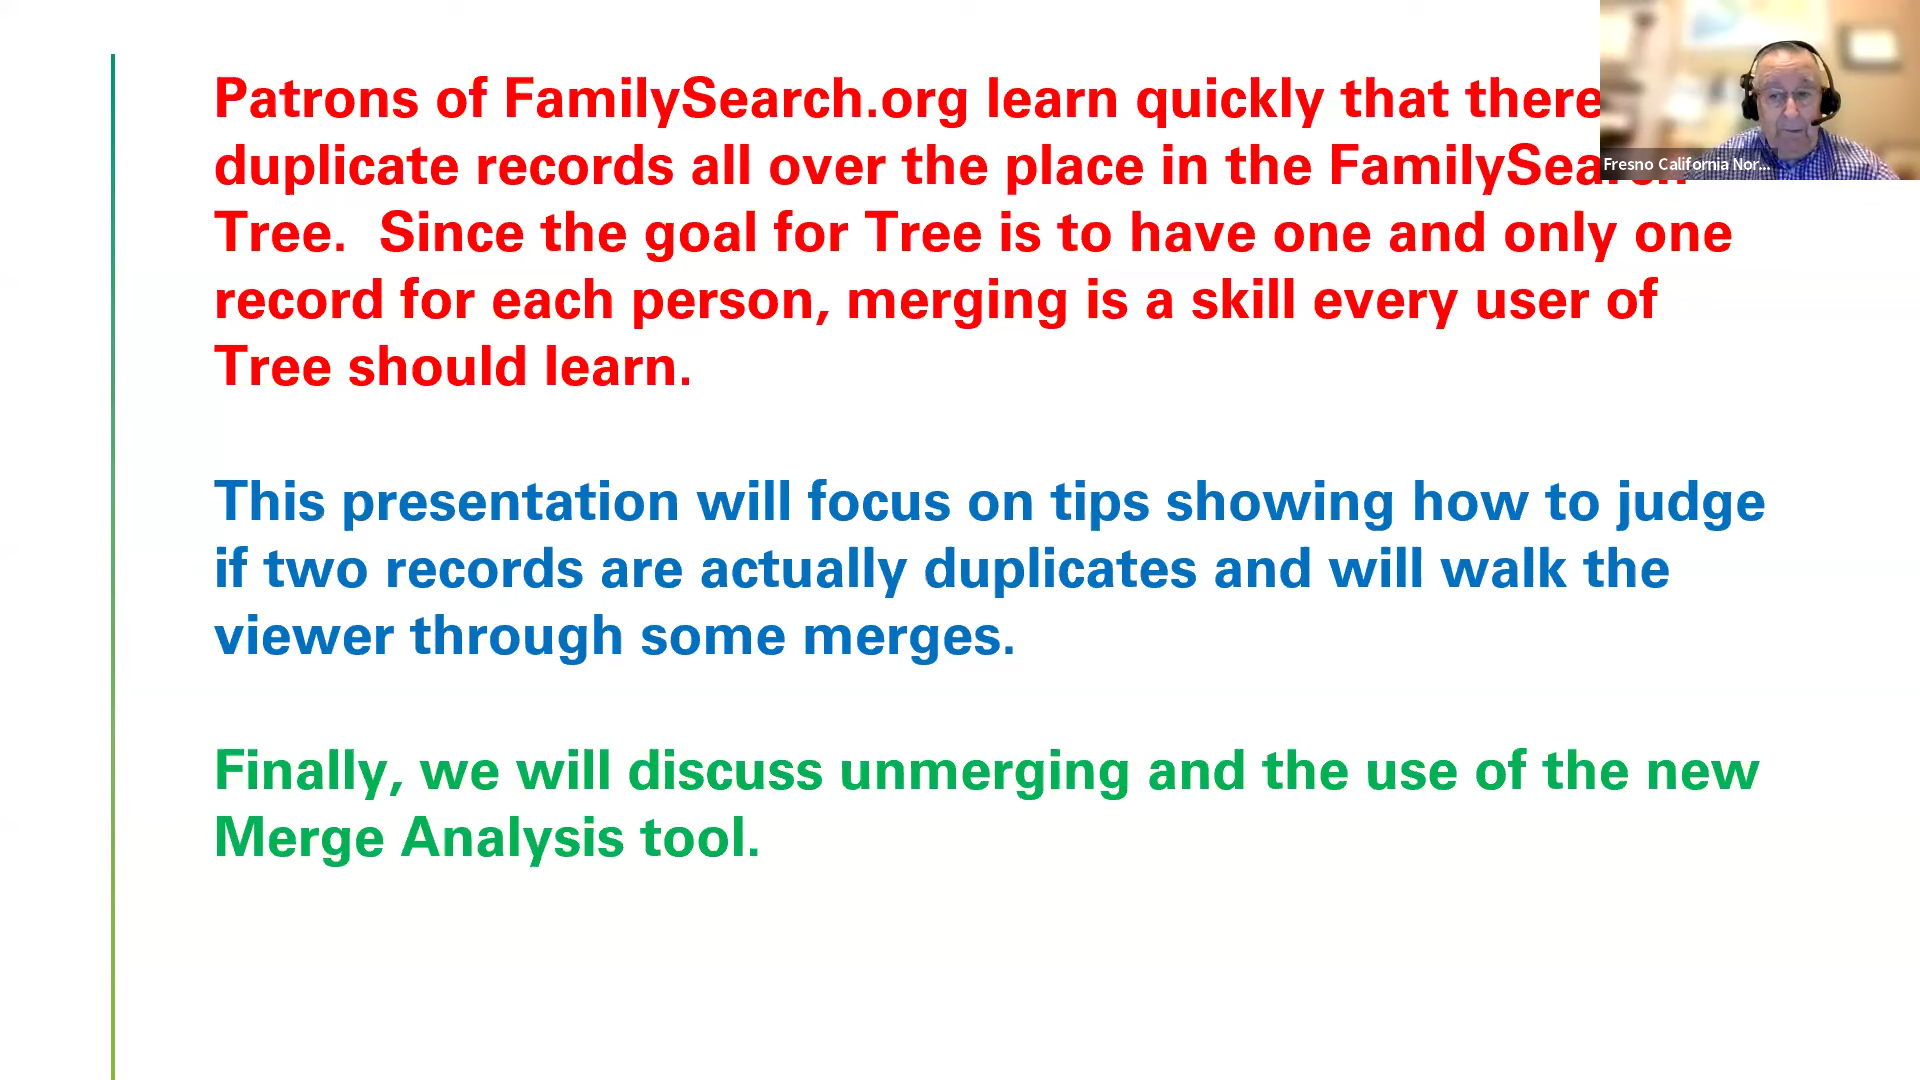 Patrons of FamilySearch.org learn quickly that there
duplicate records all over the place in the FamilySearch
Tree.  Since the goal for Tree is to have one and only one
record for each person, merging is a skill every user of
Tree should learn.
This presentation will focus on tips showing how to judge
if two records are actually duplicates and will walk the
viewer through some merges.
Finally, we will discuss unmerging and the use of the new
Merge Analysis tool.
Fresno California Nor...